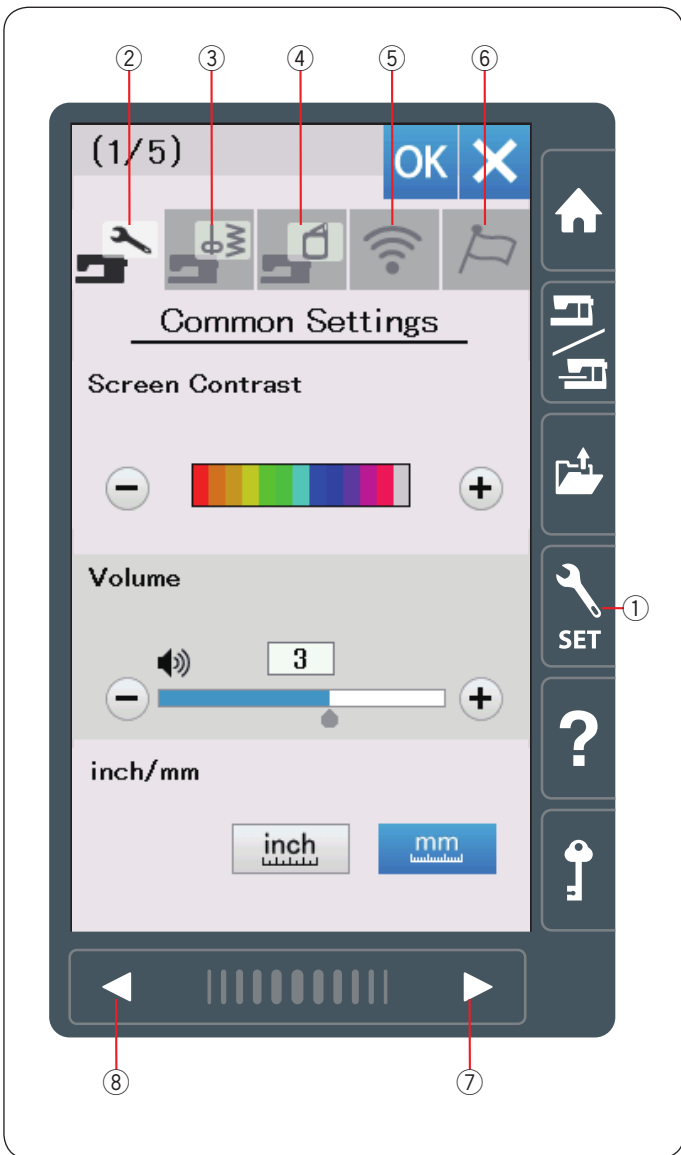 ② ③ ④ ⑤ ⑥
(1/5) OK
Common Settings
Screen Contrast
Volume
①
SET
3
?
inch/mm
inch mm
⑧ ⑦